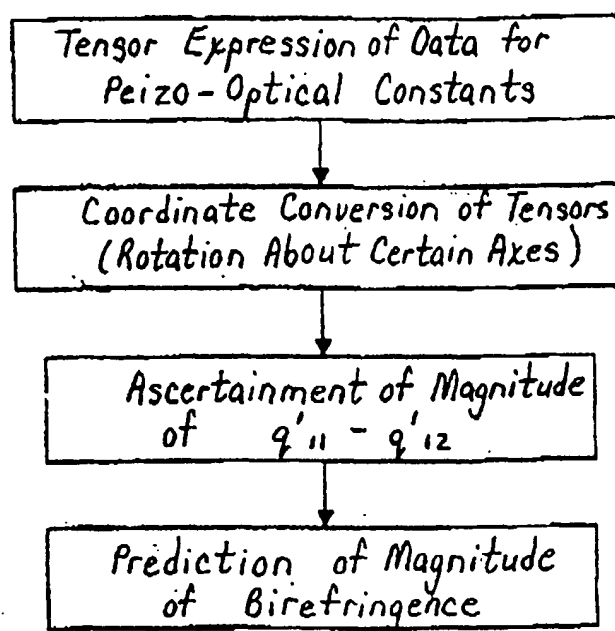 Tensor Expression of Data for
Peizo-Optical Constants
Coordinate Conversion of Tensors
(Rotation About Certain Axes)
Ascertainment of Magnitude
of q'11 - q'12
Prediction of Magnitude
of Birefringence